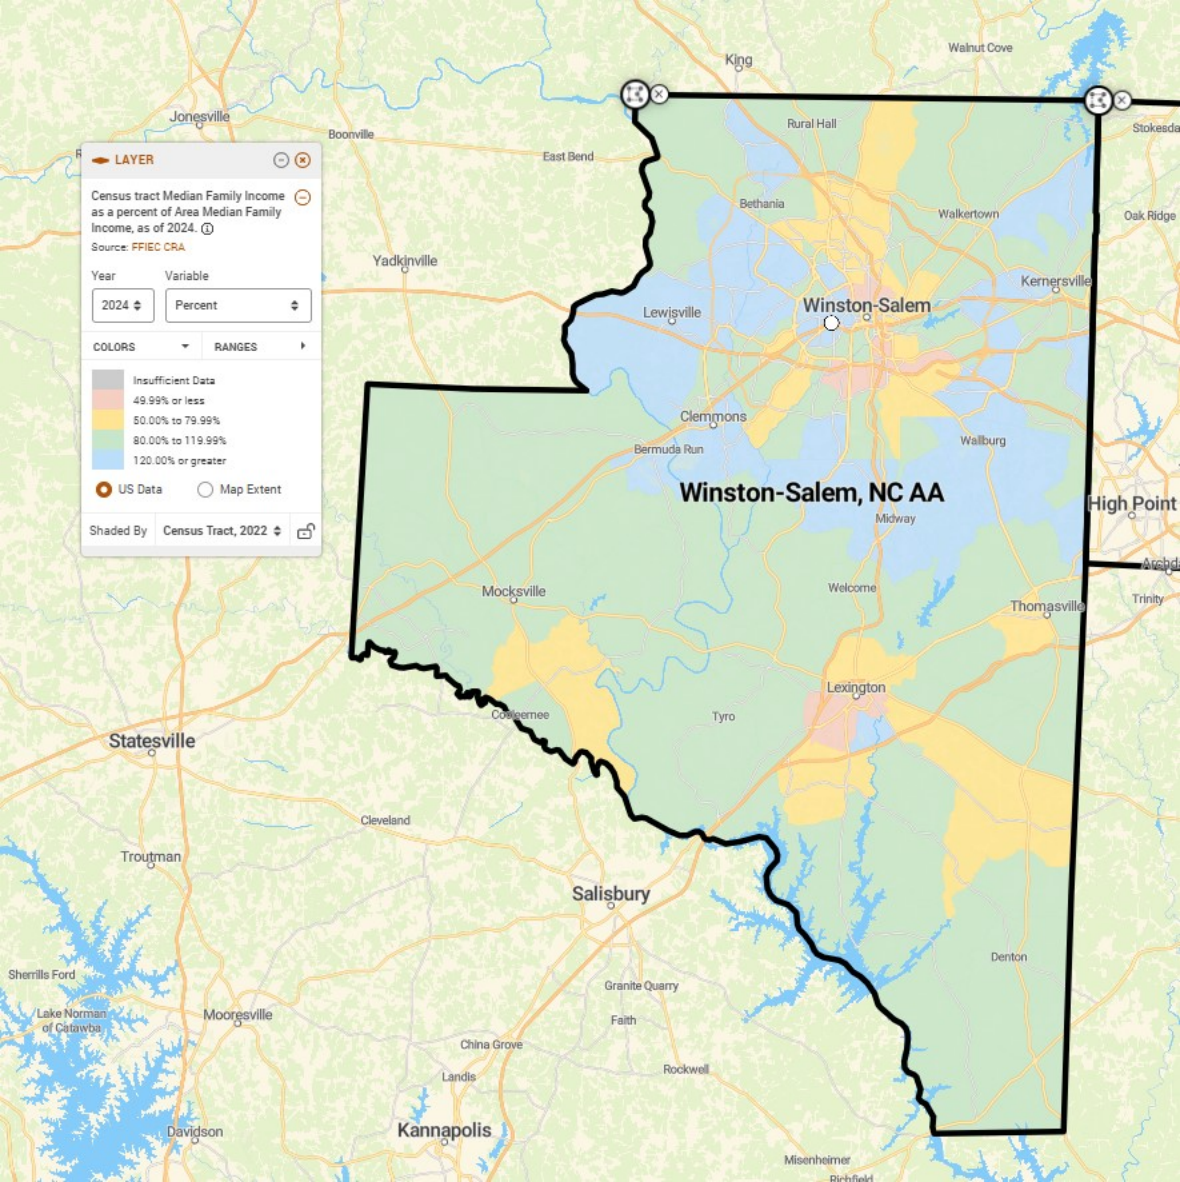 Walnut Cove
King
Jonesville
Rural Hall
Boonville
Stokesda
East Bend
LAYER
Census tract Median Family Income
as a percent of Area Median Family
Income, as of 2024.
Source: FFIEC CRA
Year Variable
2024 Percent
COLORS RANGES
Insufficient Data
49.99% or less
50.00% to 79.99%
80.00% to 119.99%
120.00% or greater
US Data Map Extent
Shaded By Census Tract, 2022
Bethania
Walkertown
Oak Ridge
Yadkinville
Kernersville
Winston-Salem
Lewisville
Clemmons
Wallburg
Bermuda Run
Winston-Salem, NC AA
High Point
Midway
Archda
Welcome
Mocksville
Trinity
Thomasville
Lexington
Cooleemee
Tyro
Statesville
Cleveland
Troutman
Salisbury
Denton
Sherrills Ford
Granite Quarry
Lake Norman
of Catawba
Mooresville
Faith
China Grove
Rockwell
Landis
Davidson
Kannapolis
Misenheimer
Richfield